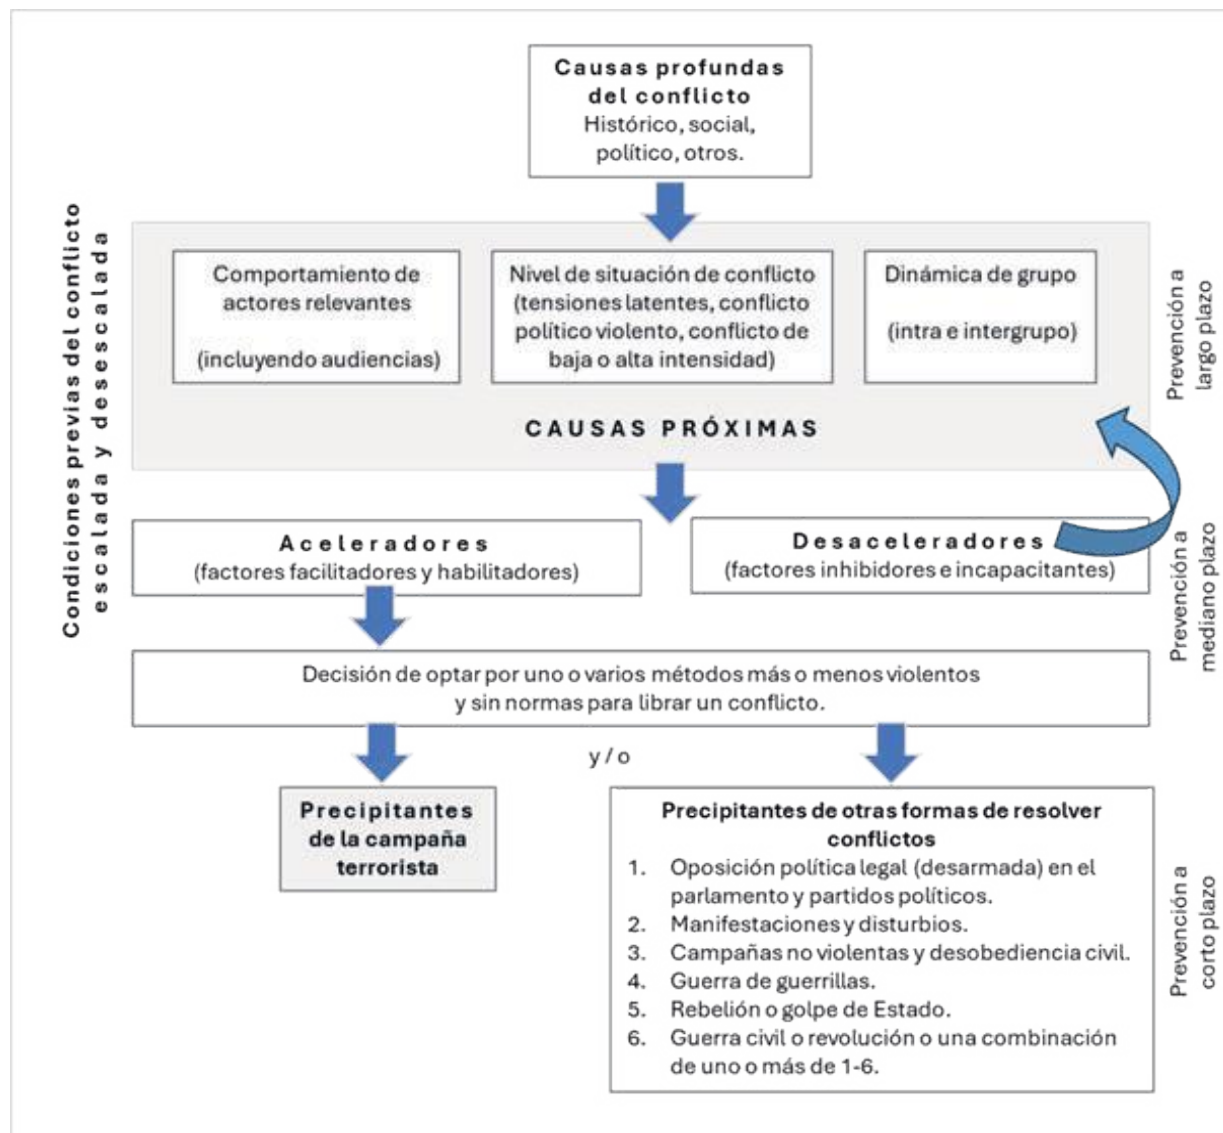 Causas profundas
del conflicto
Histórico, social,
político, otros.
Condiciones previas del conflicto
escalada y desescalada
Comportamiento de
actores relevantes
(incluyendo audiencias)
Nivel de situación de conflicto
(tensiones latentes, conflicto
político violento, conflicto de
baja o alta intensidad)
Dinámica de grupo
(intra e intergrupo)
CAUSAS PRÓXIMAS
Prevención a
largo plazo
Aceleradores
(factores facilitadores y habilitadores)
Desaceleradores
(factores inhibidores e incapacitantes)
Prevención a
mediano plazo
Decisión de optar por uno o varios métodos más o menos violentos
y sin normas para librar un conflicto.
y / o
Precipitantes
de la campaña
terrorista
Precipitantes de otras formas de resolver
conflictos
1. Oposición política legal (desarmada) en el
parlamento y partidos políticos.
2. Manifestaciones y disturbios.
3. Campañas no violentas y desobediencia civil.
4. Guerra de guerrillas.
5. Rebelión o golpe de Estado.
6. Guerra civil o revolución o una combinación
de uno o más de 1-6.
Prevención a
corto plazo